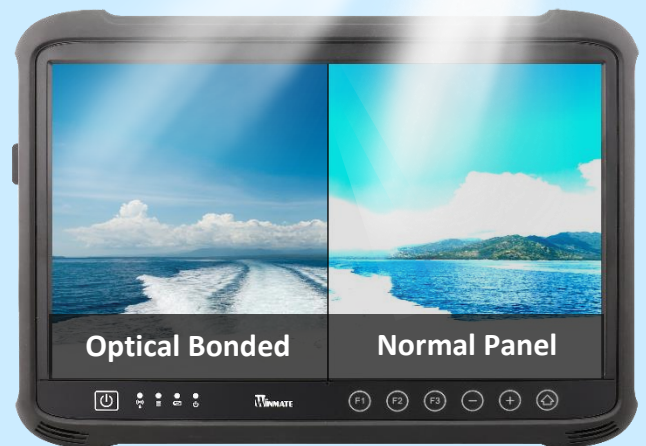 Optical Bonded
Normal Panel
WINMATE
F1
F2
F3